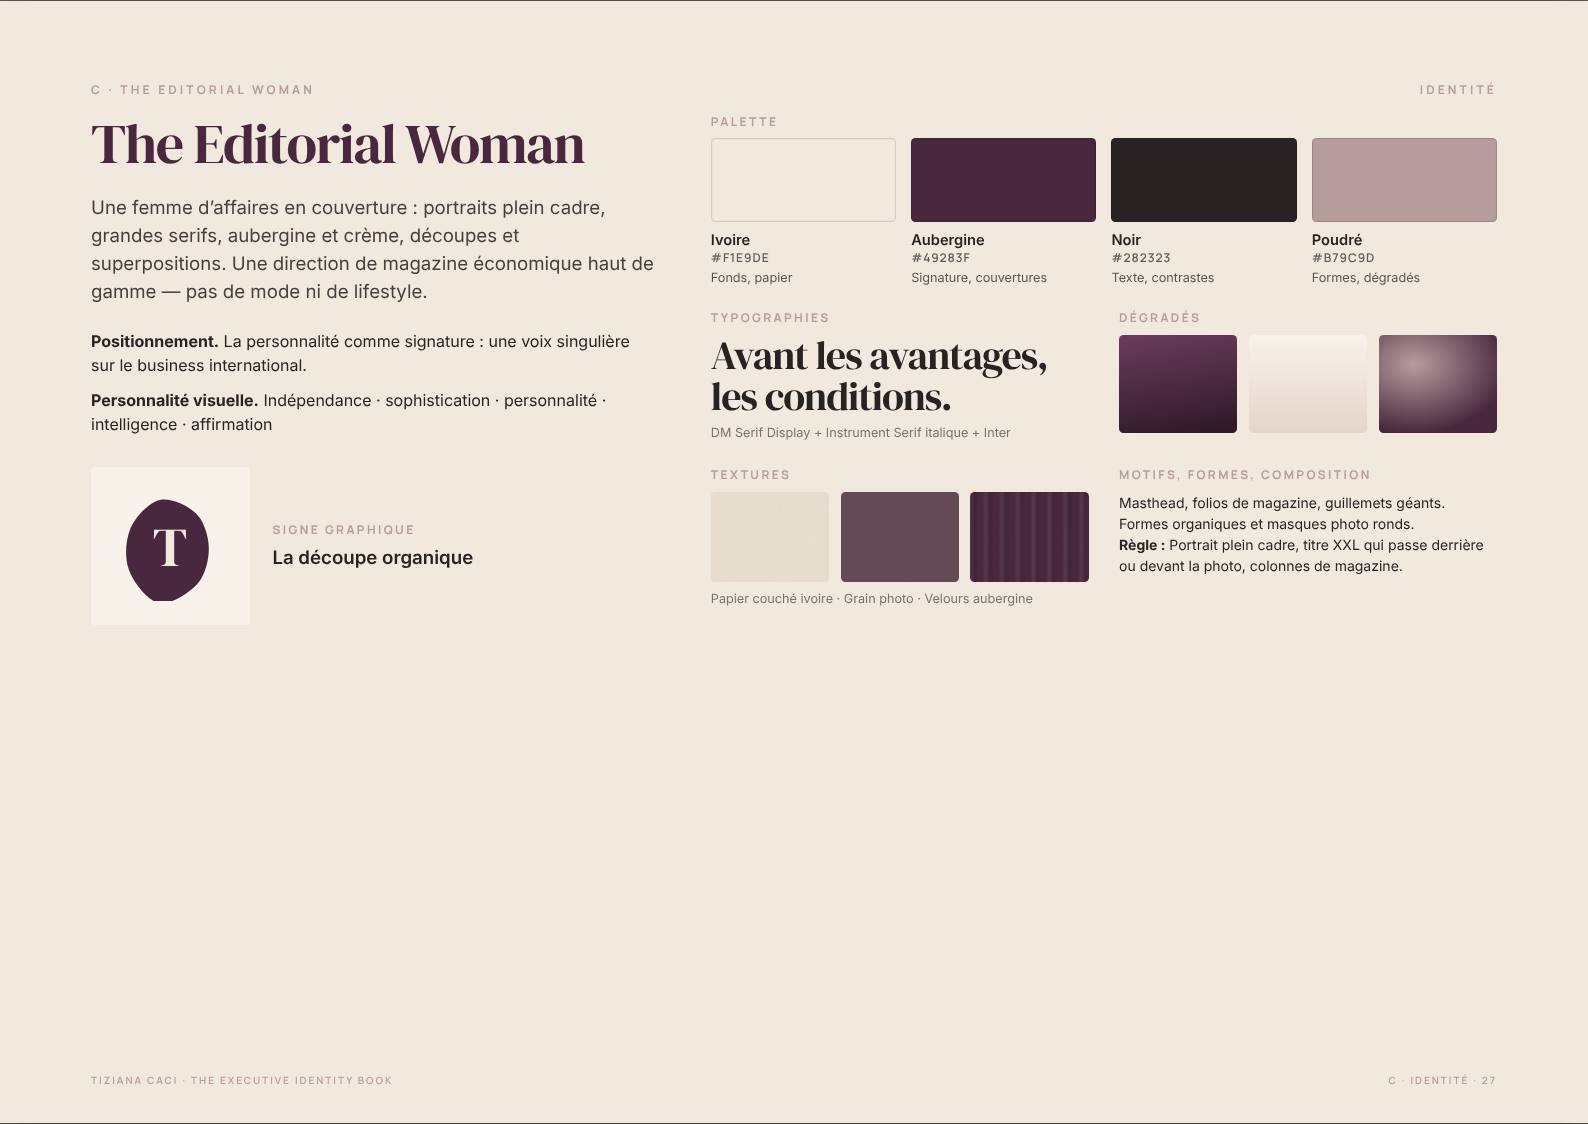 C · THE EDITORIAL WOMAN
IDENTITÉ
The Editorial Woman
Une femme d’affaires en couverture : portraits plein cadre,
grandes serifs, aubergine et crème, découpes et
superpositions. Une direction de magazine économique haut de
gamme — pas de mode ni de lifestyle.
Positionnement. La personnalité comme signature : une voix singulière
sur le business international.
Personnalité visuelle. Indépendance · sophistication · personnalité ·
intelligence · affirmation
T
SIGNE GRAPHIQUE
La découpe organique
PALETTE
Ivoire
#F1E9DE
Fonds, papier
Aubergine
#49283F
Signature, couvertures
Noir
#282323
Texte, contrastes
Poudré
#B79C9D
Formes, dégradés
TYPOGRAPHIES
Avant les avantages,
les conditions.
DM Serif Display + Instrument Serif italique + Inter
DÉGRADÉS
TEXTURES
Papier couché ivoire · Grain photo · Velours aubergine
MOTIFS, FORMES, COMPOSITION
Masthead, folios de magazine, guillemets géants.
Formes organiques et masques photo ronds.
Règle : Portrait plein cadre, titre XXL qui passe derrière
ou devant la photo, colonnes de magazine.
TIZIANA CACI · THE EXECUTIVE IDENTITY BOOK
C · IDENTITÉ · 27